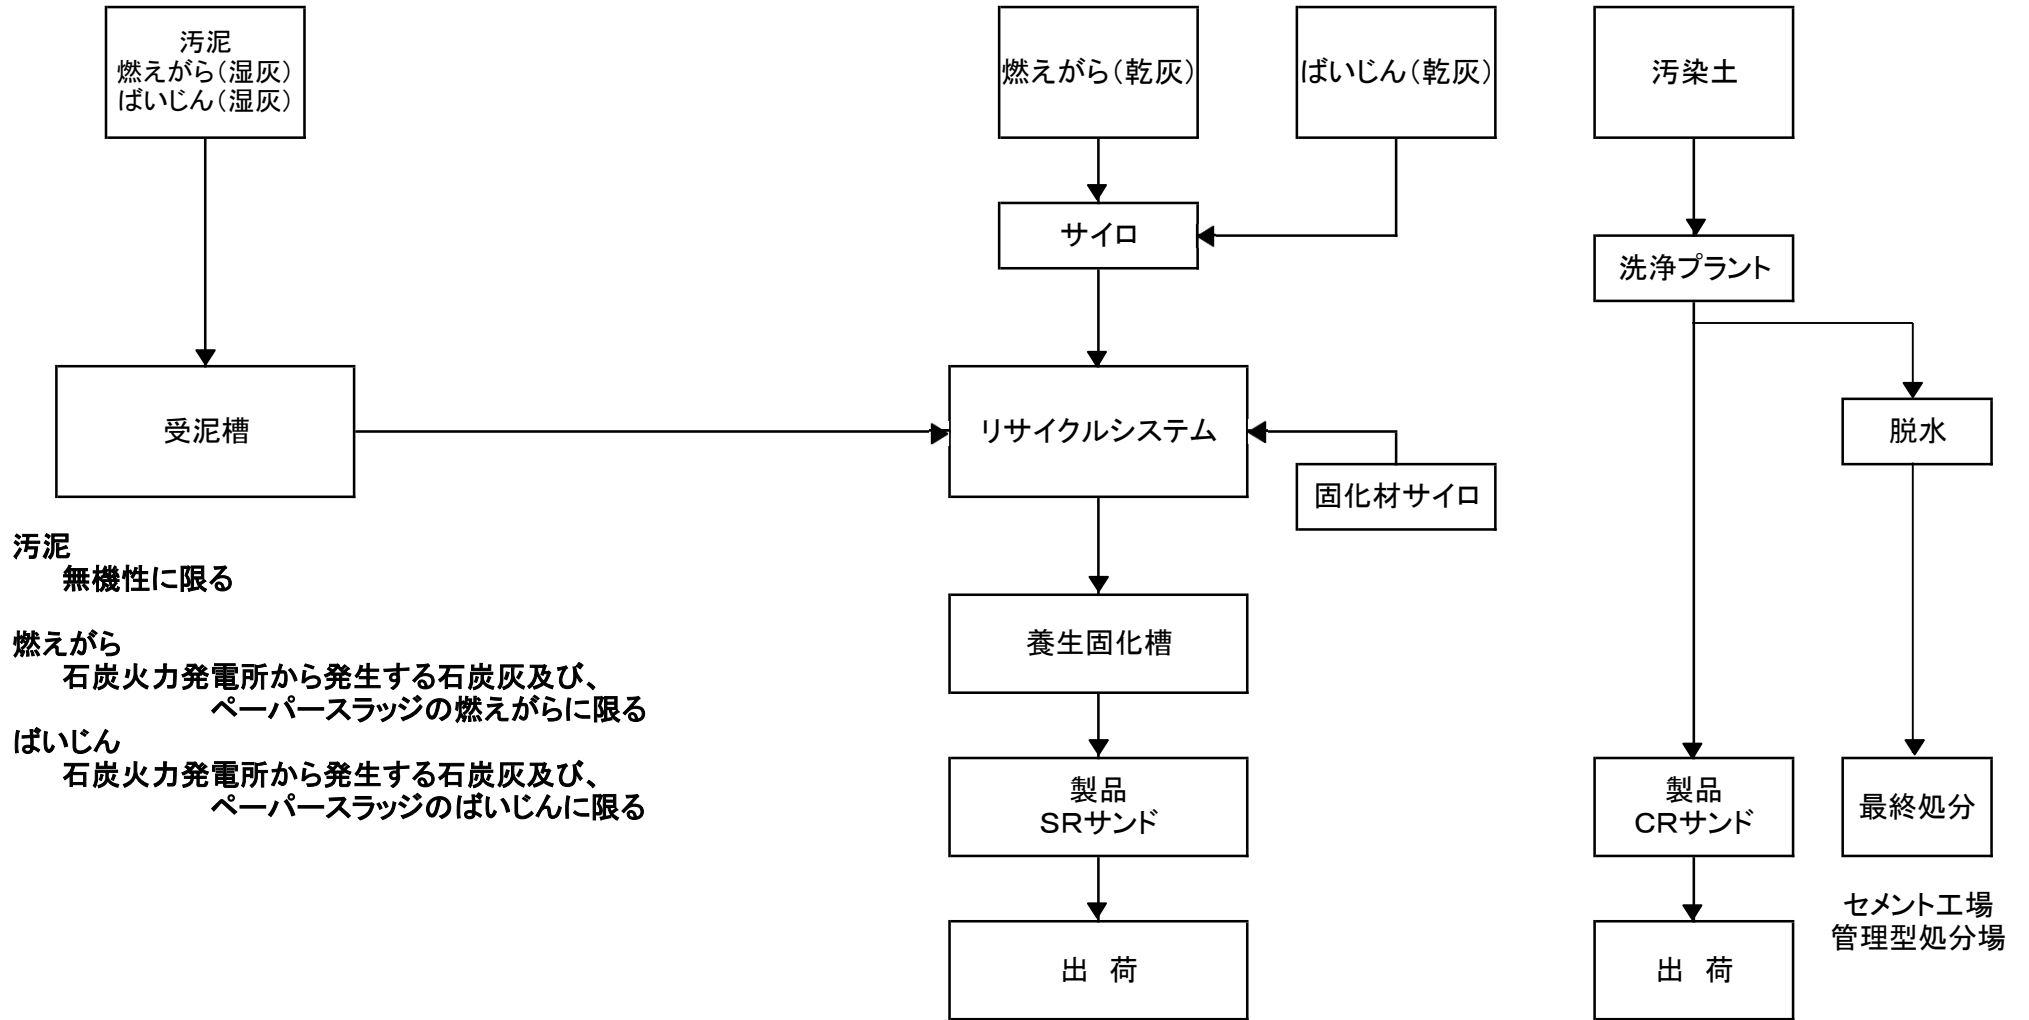 汚泥
燃えがら（湿灰）
ばいじん（湿灰）
燃えがら（乾灰）
ばいじん（乾灰）
汚染土
サイロ
洗浄プラント
受泥槽
リサイクルシステム
脱水
固化材サイロ
汚泥
無機性に限る
燃えがら
石炭火力発電所から発生する石炭灰及び、
ペーパースラッジの燃えがらに限る
ばいじん
石炭火力発電所から発生する石炭灰及び、
ペーパースラッジのばいじんに限る
養生固化槽
製品
SRサンド
製品
CRサンド
最終処分
セメント工場
管理型処分場
出　荷
出　荷